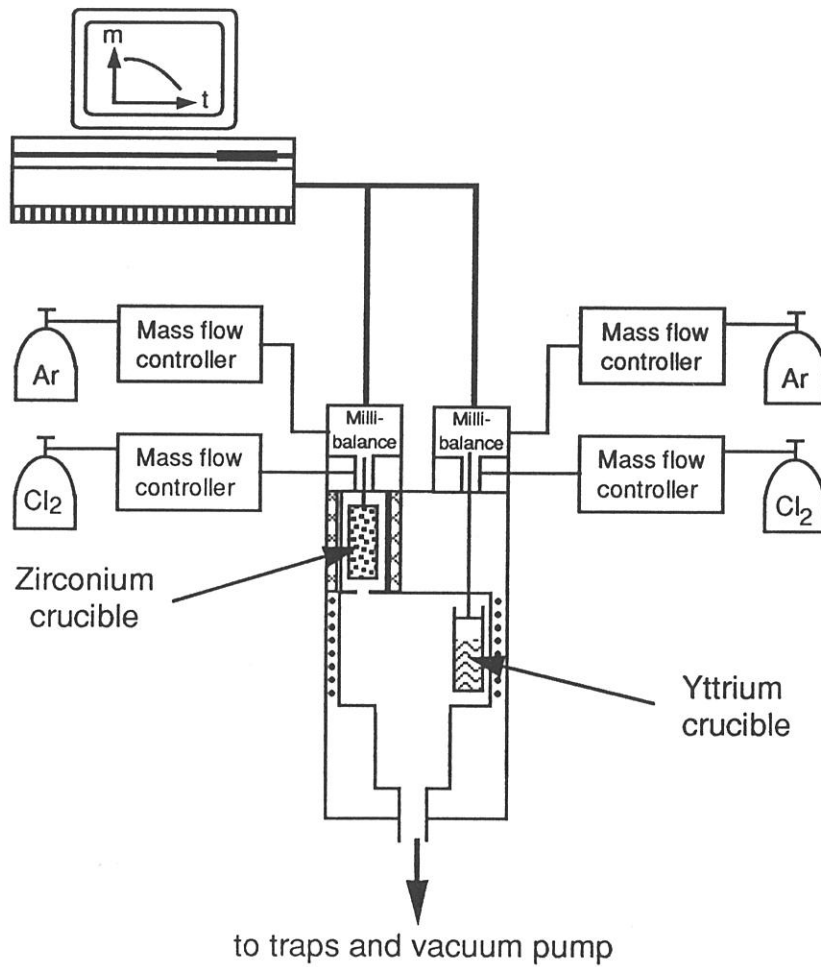 m
t
Mass flow
controller
Ar
Mass flow
controller
Ar
Milli-
balance
Milli-
balance
Mass flow
controller
Cl2
Mass flow
controller
Cl2
Zirconium
crucible
Yttrium
crucible
to traps and vacuum pump